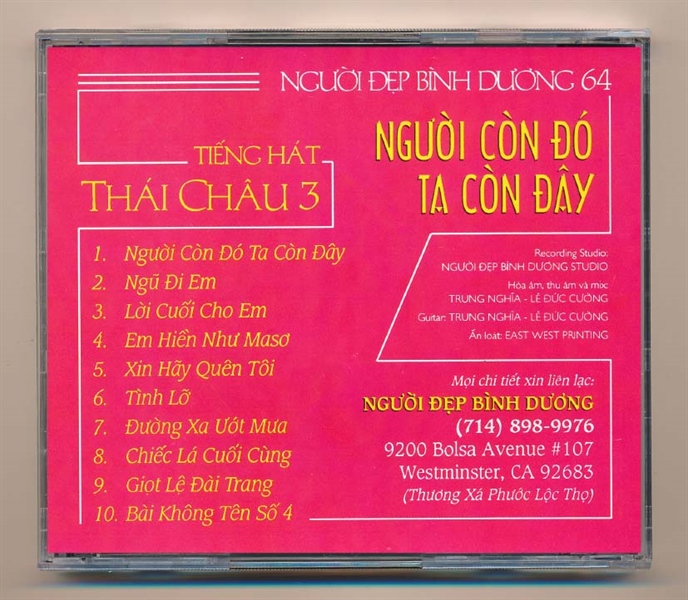 NGƯỜI ĐẸP BÌNH DƯƠNG 64
TIẾNG HÁT
THÁI CHÂU 3
NGƯỜI CÒN ĐÓ
TA CÒN ĐÂY
1. Người Còn Đó Ta Còn Đây
2. Ngũ Đi Em
3. Lời Cuối Cho Em
4. Em Hiền Như Masơ
5. Xin Hãy Quên Tôi
6. Tình Lỡ
7. Đường Xa Ướt Mưa
8. Chiếc Lá Cuối Cùng
9. Giọt Lệ Đài Trang
10. Bài Không Tên Số 4
Recording Studio:
NGƯỜI ĐẸP BÌNH DƯƠNG STUDIO
Hòa âm, thu âm và mix:
TRUNG NGHĨA - LÊ ĐỨC CƯỜNG
Guitar: TRUNG NGHĨA - LÊ ĐỨC CƯỜNG
Ấn loát: EAST WEST PRINTING
Mọi chi tiết xin liên lạc:
NGƯỜI ĐẸP BÌNH DƯƠNG
(714) 898-9976
9200 Bolsa Avenue #107
Westminster, CA 92683
(Thương Xá Phước Lộc Thọ)